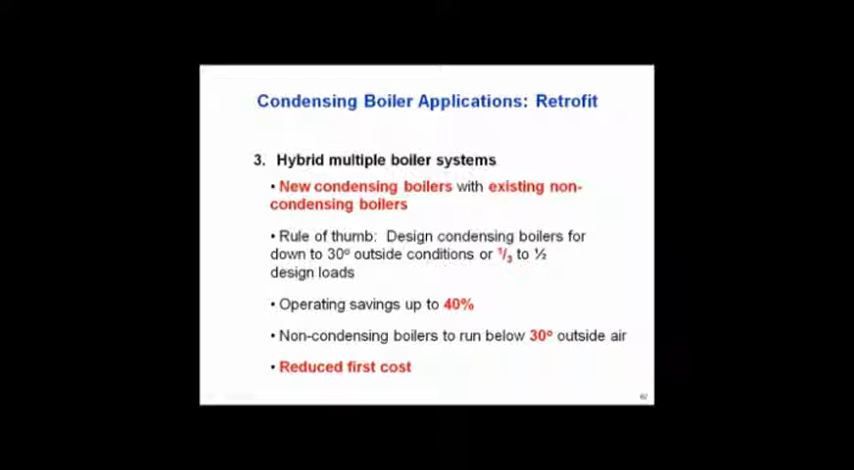 Condensing Boiler Applications: Retrofit
3. Hybrid multiple boiler systems
• New condensing boilers with existing non-
condensing boilers
• Rule of thumb: Design condensing boilers for
down to 30º outside conditions or 1/3 to ½
design loads
• Operating savings up to 40%
• Non-condensing boilers to run below 30º outside air
• Reduced first cost